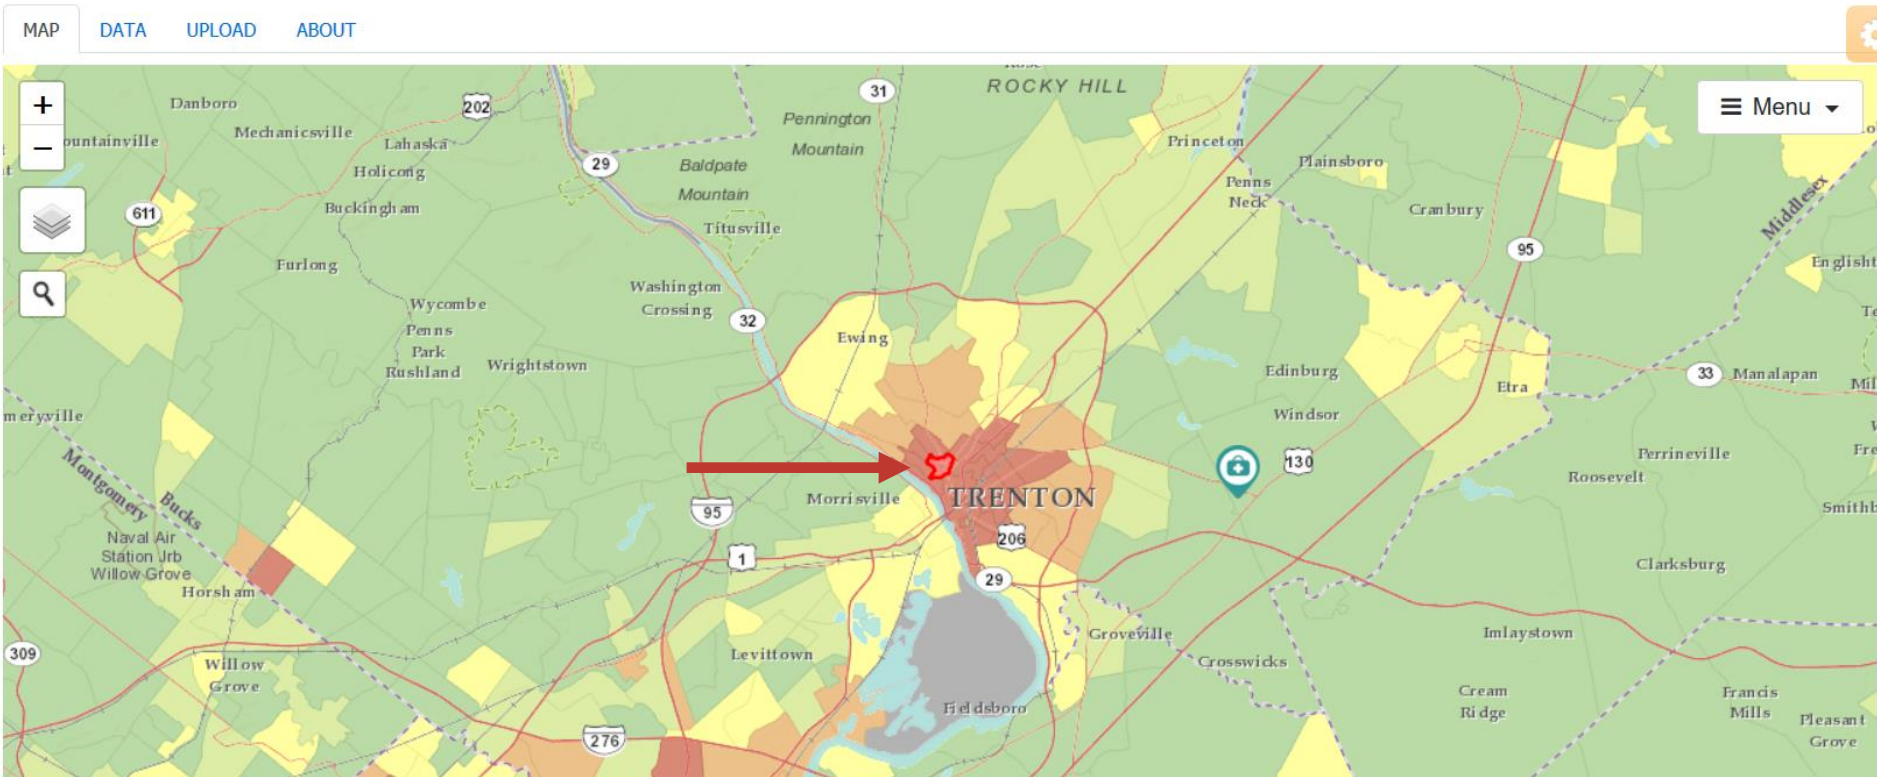 MAP DATA UPLOAD ABOUT
ROCKY HILL
Menu
31
Danboro
202
Pennington
Mountain
Mechanicsville
Lahaska
Holicong
29
Baldpate
Mountain
Princeton
Plainsboro
Penns
Neck
Middlesex
611
Buckingham
Titusville
Cranbury
95
Furlong
Washington
Crossing
Wycombe
Penns
Park
Rushland
32
Ewing
Wrightstown
Edinburg
Etra
33
Manalapan
Windsor
Perrineville
Roosevelt
130
Montgomery
Bucks
Morrisville
TRENTON
95
206
1
29
Naval Air
Station Jrb
Willow Grove
Horsham
Clarksburg
Groveville
Imlaystown
309
Willow
Grove
Levittown
Crosswicks
Fieldsboro
Cream
Ridge
Francis
Mills
Pleasant
Grove
276